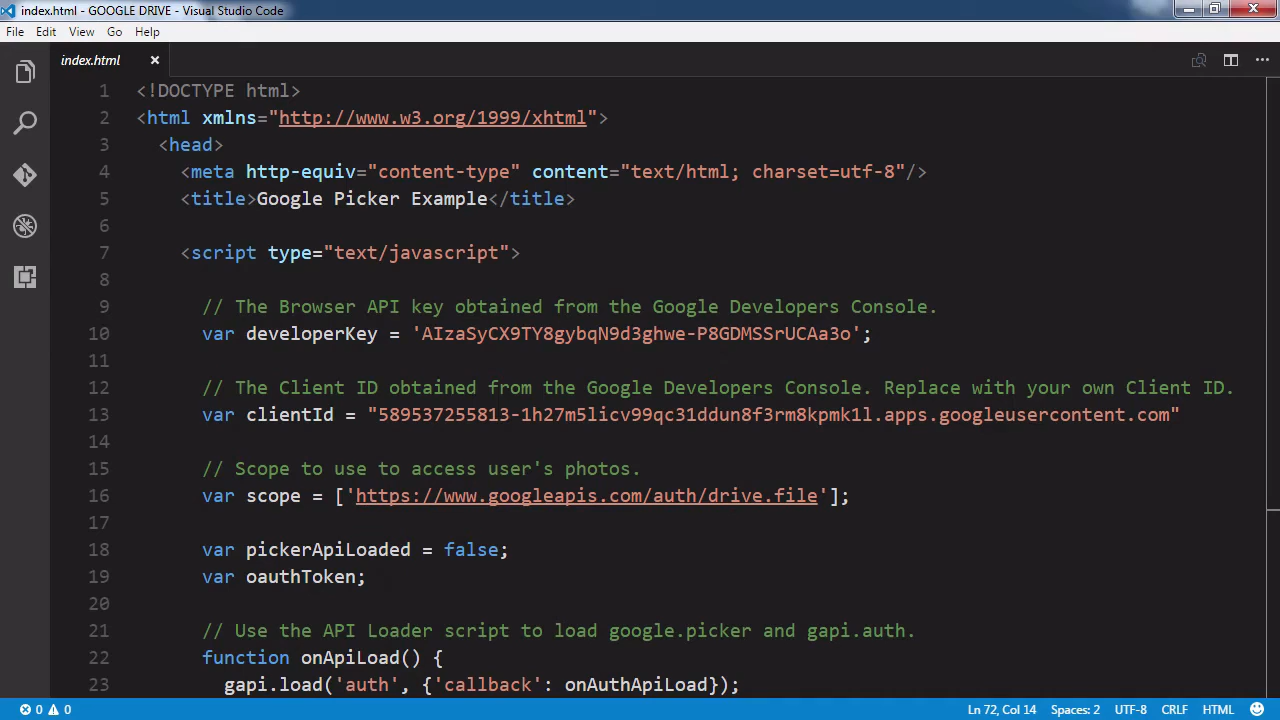 index.html - GOOGLE DRIVE - Visual Studio Code
File Edit View Go Help
index.html
1 <!DOCTYPE html>
2 <html xmlns="http://www.w3.org/1999/xhtml">
3 <head>
4 <meta http-equiv="content-type" content="text/html; charset=utf-8"/>
5 <title>Google Picker Example</title>
6
7 <script type="text/javascript">
8
9 // The Browser API key obtained from the Google Developers Console.
10 var developerKey = 'AIzaSyCX9TY8gybqN9d3ghwe-P8GDMSSrUCAa3o';
11
12 // The Client ID obtained from the Google Developers Console. Replace with your own Client ID.
13 var clientId = "589537255813-1h27m5licv99qc31ddun8f3rm8kpmk1l.apps.googleusercontent.com"
14
15 // Scope to use to access user's photos.
16 var scope = ['https://www.googleapis.com/auth/drive.file'];
17
18 var pickerApiLoaded = false;
19 var oauthToken;
20
21 // Use the API Loader script to load google.picker and gapi.auth.
22 function onApiLoad() {
23 gapi.load('auth', {'callback': onAuthApiLoad});
0 0 Ln 72, Col 14 Spaces: 2 UTF-8 CRLF HTML